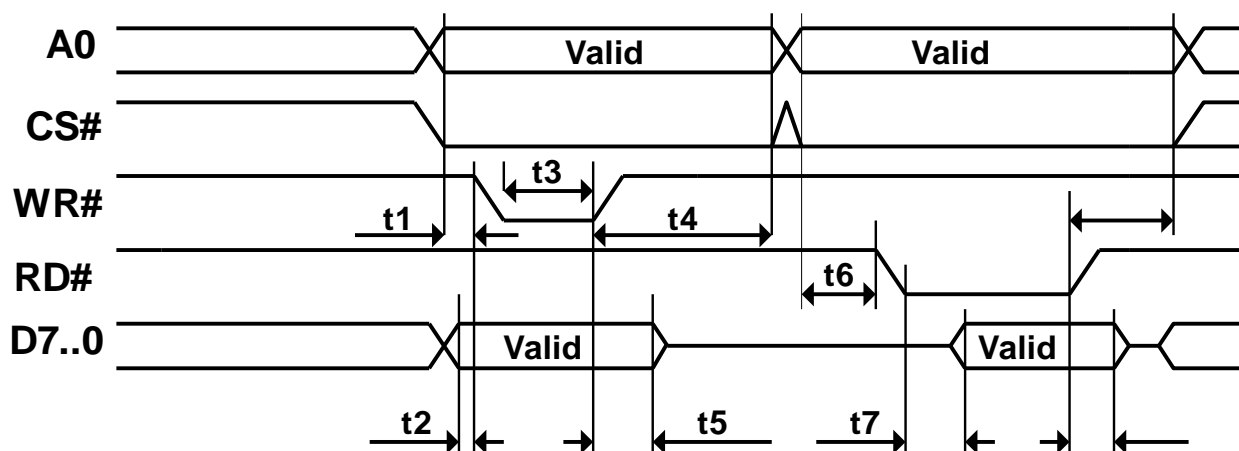 A0
Valid
Valid
CS#
WR#
t3
t1
t4
RD#
t6
D7..0
Valid
Valid
t2
t5
t7